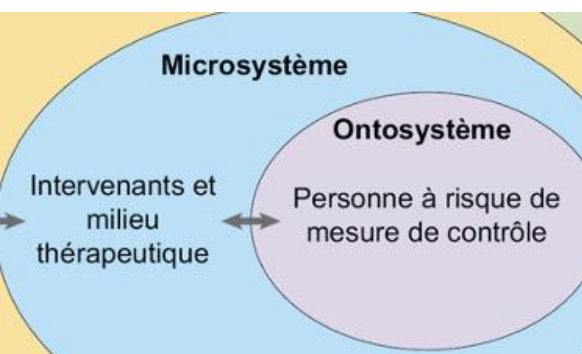 Microsystème
Ontosystème
Intervenants et
milieu
thérapeutique
Personne à risque de
mesure de contrôle